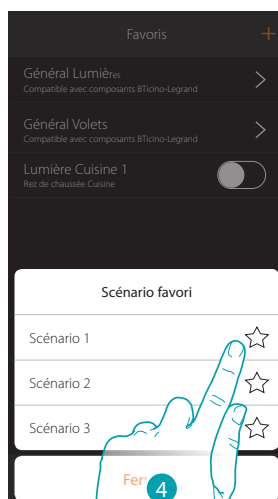 Favoris
+
Général Lumières
Compatible avec composants BTicino-Legrand
Général Volets
Compatible avec composants BTicino-Legrand
Lumière Cuisine 1
Rez de chaussée Cuisine
Scénario favori
Scénario 1
Scénario 2
Scénario 3
4